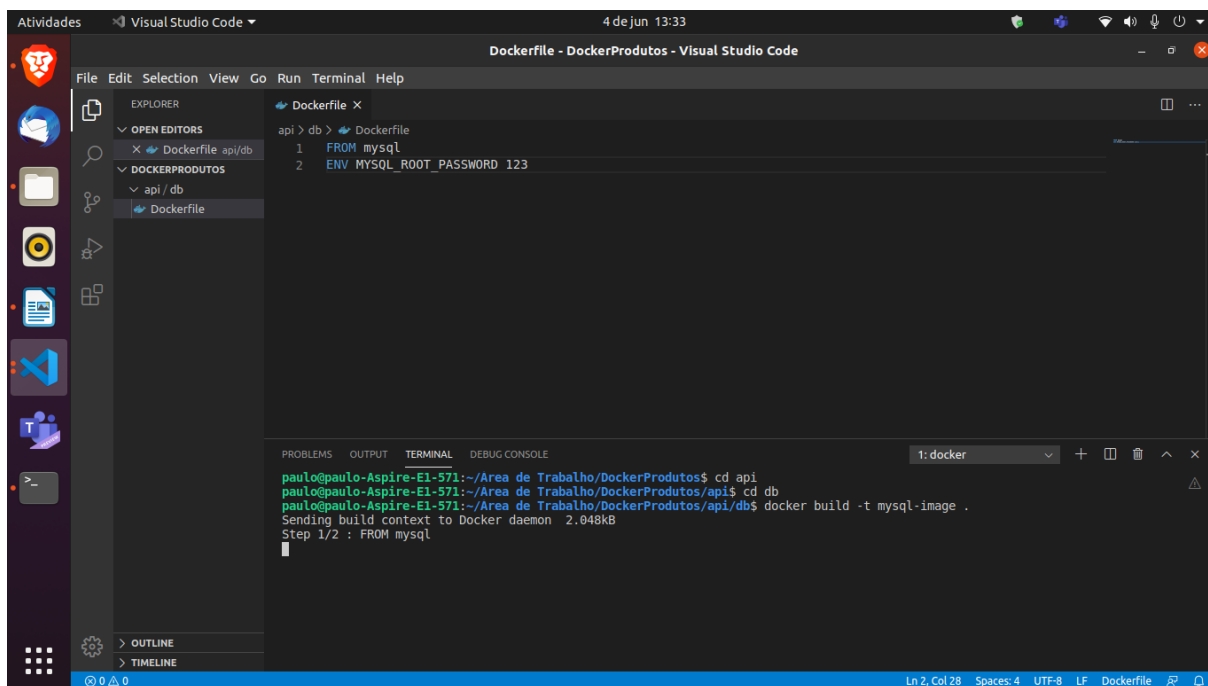 Atividades
Visual Studio Code
4 de jun 13:33
Dockerfile - DockerProdutos - Visual Studio Code
File Edit Selection View Go Run Terminal Help
EXPLORER
OPEN EDITORS
Dockerfile api/db
DOCKERPRODUTOS
api / db
Dockerfile
OUTLINE
TIMELINE
Dockerfile
api > db > Dockerfile
1 FROM mysql
2 ENV MYSQL_ROOT_PASSWORD 123
PROBLEMS OUTPUT TERMINAL DEBUG CONSOLE
1: docker
paulo@paulo-Aspire-E1-571:~/Área de Trabalho/DockerProdutos$ cd api
paulo@paulo-Aspire-E1-571:~/Área de Trabalho/DockerProdutos/api$ cd db
paulo@paulo-Aspire-E1-571:~/Área de Trabalho/DockerProdutos/api/db$ docker build -t mysql-image .
Sending build context to Docker daemon 2.048kB
Step 1/2 : FROM mysql
0 0
Ln 2, Col 28 Spaces: 4 UTF-8 LF Dockerfile